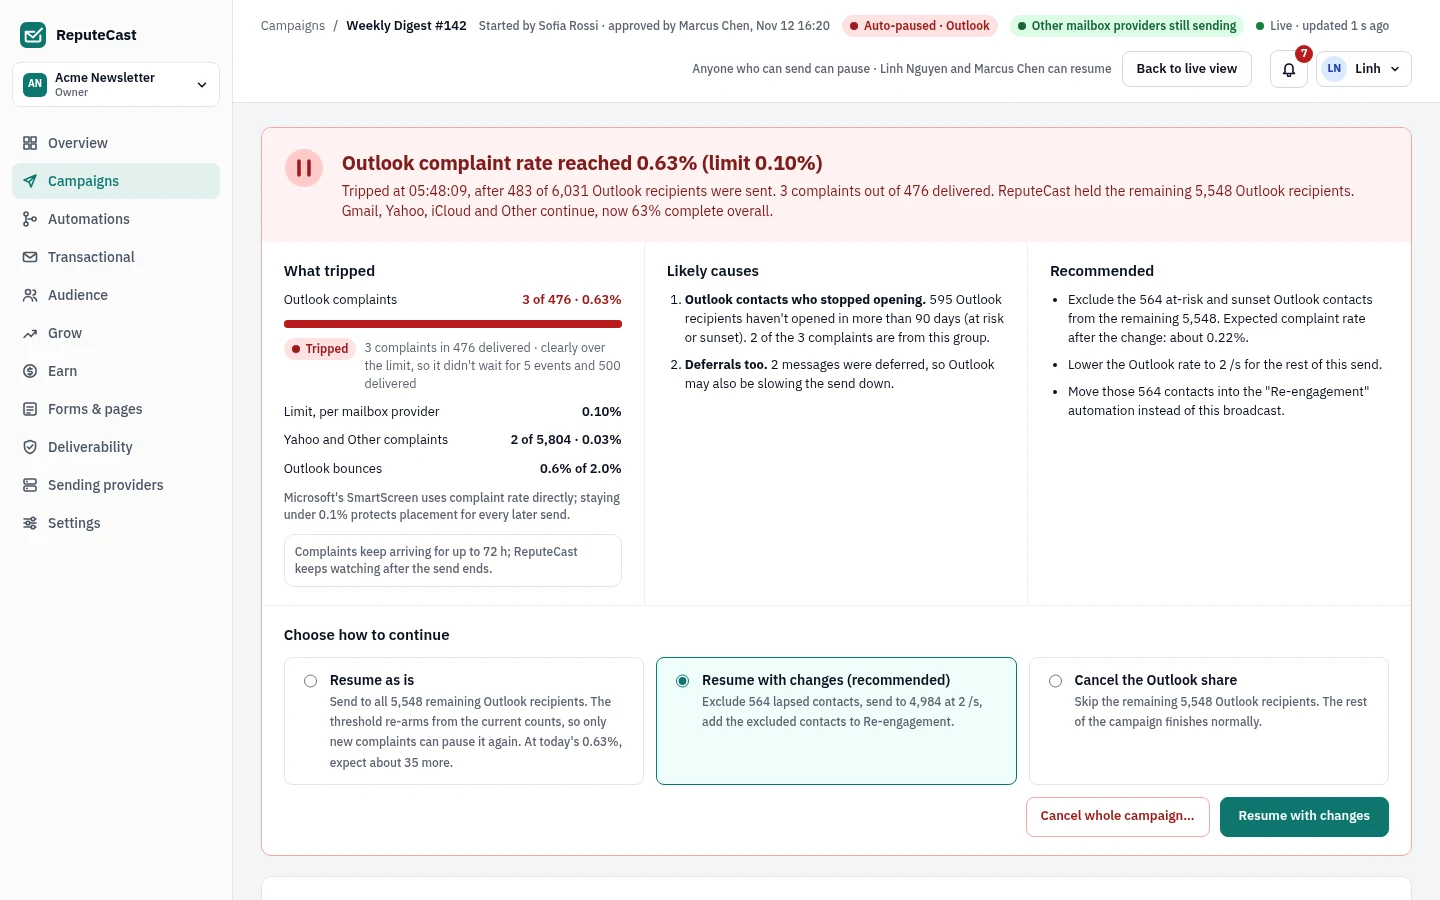 ReputeCast
AN
Acme Newsletter
Owner
Overview
Campaigns
Automations
Transactional
Audience
Grow
Earn
Forms & pages
Deliverability
Sending providers
Settings
Campaigns / Weekly Digest #142 Started by Sofia Rossi · approved by Marcus Chen, Nov 12 16:20 Auto-paused · Outlook Other mailbox providers still sending Live · updated 1 s ago
Anyone who can send can pause · Linh Nguyen and Marcus Chen can resume Back to live view 7 LN Linh
Outlook complaint rate reached 0.63% (limit 0.10%)
Tripped at 05:48:09, after 483 of 6,031 Outlook recipients were sent. 3 complaints out of 476 delivered. ReputeCast held the remaining 5,548 Outlook recipients.
Gmail, Yahoo, iCloud and Other continue, now 63% complete overall.
What tripped
Outlook complaints 3 of 476 · 0.63%
Tripped
3 complaints in 476 delivered · clearly over
the limit, so it didn't wait for 5 events and 500
delivered
Limit, per mailbox provider 0.10%
Yahoo and Other complaints 2 of 5,804 · 0.03%
Outlook bounces 0.6% of 2.0%
Microsoft's SmartScreen uses complaint rate directly; staying
under 0.1% protects placement for every later send.
Complaints keep arriving for up to 72 h; ReputeCast
keeps watching after the send ends.
Likely causes
1. Outlook contacts who stopped opening. 595 Outlook
recipients haven't opened in more than 90 days (at risk
or sunset). 2 of the 3 complaints are from this group.
2. Deferrals too. 2 messages were deferred, so Outlook
may also be slowing the send down.
Recommended
• Exclude the 564 at-risk and sunset Outlook contacts
from the remaining 5,548. Expected complaint rate
after the change: about 0.22%.
• Lower the Outlook rate to 2 /s for the rest of this send.
• Move those 564 contacts into the "Re-engagement"
automation instead of this broadcast.
Choose how to continue
Resume as is
Send to all 5,548 remaining Outlook recipients. The
threshold re-arms from the current counts, so only
new complaints can pause it again. At today's 0.63%,
expect about 35 more.
Resume with changes (recommended)
Exclude 564 lapsed contacts, send to 4,984 at 2 /s,
add the excluded contacts to Re-engagement.
Cancel the Outlook share
Skip the remaining 5,548 Outlook recipients. The rest
of the campaign finishes normally.
Cancel whole campaign... Resume with changes